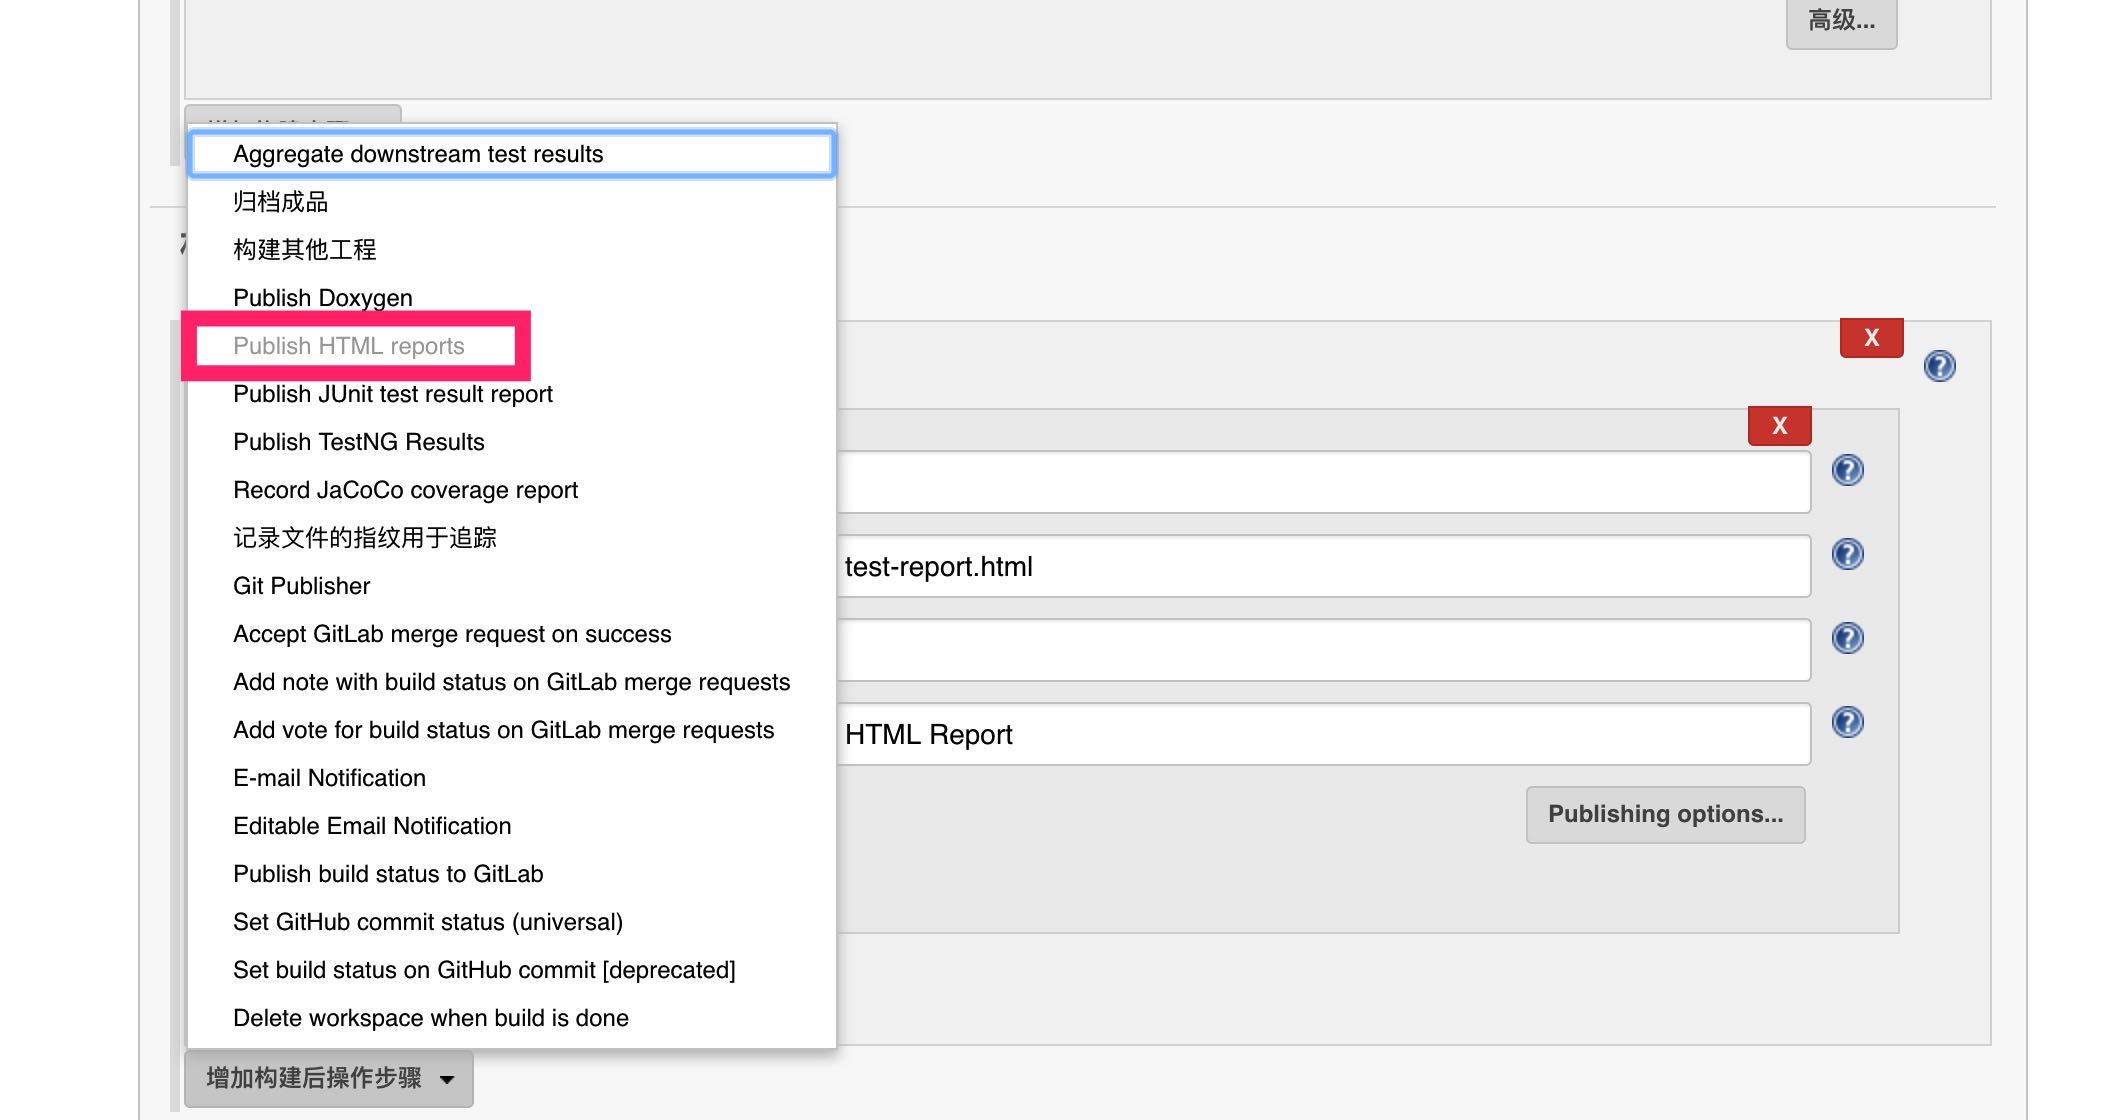 高级...
Aggregate downstream test results
归档成品
构建其他工程
Publish Doxygen
Publish HTML reports
X
Publish JUnit test result report
X
Publish TestNG Results
Record JaCoCo coverage report
记录文件的指纹用于追踪
test-report.html
Git Publisher
Accept GitLab merge request on success
Add note with build status on GitLab merge requests
Add vote for build status on GitLab merge requests
HTML Report
E-mail Notification
Publishing options...
Editable Email Notification
Publish build status to GitLab
Set GitHub commit status (universal)
Set build status on GitHub commit [deprecated]
Delete workspace when build is done
增加构建后操作步骤